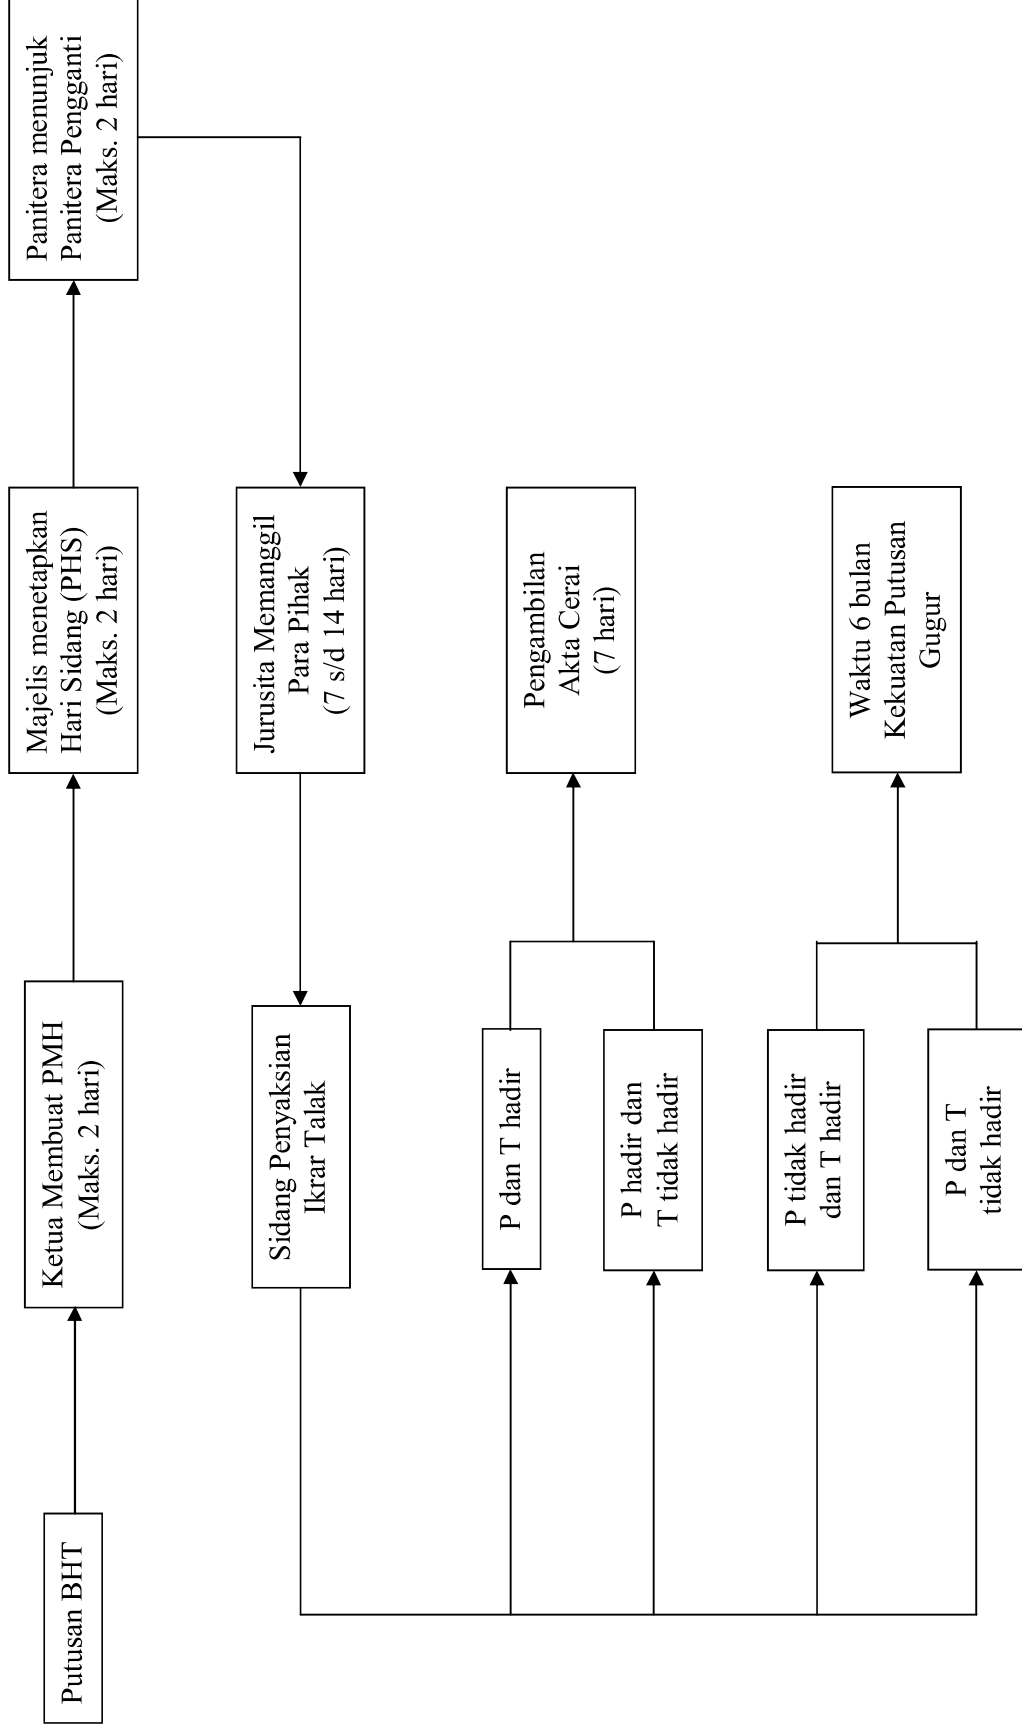 Putusan BHT
Ketua Membuat PMH
(Maks. 2 hari)
Majelis menetapkan
Hari Sidang (PHS)
(Maks. 2 hari)
Panitera menunjuk
Panitera Pengganti
(Maks. 2 hari)
Jurusita Memanggil
Para Pihak
(7 s/d 14 hari)
Sidang Penyaksian
Ikrar Talak
P dan T hadir
P hadir dan
T tidak hadir
P tidak hadir
dan T hadir
P dan T
tidak hadir
Pengambilan
Akta Cerai
(7 hari)
Waktu 6 bulan
Kekuatan Putusan
Gugur